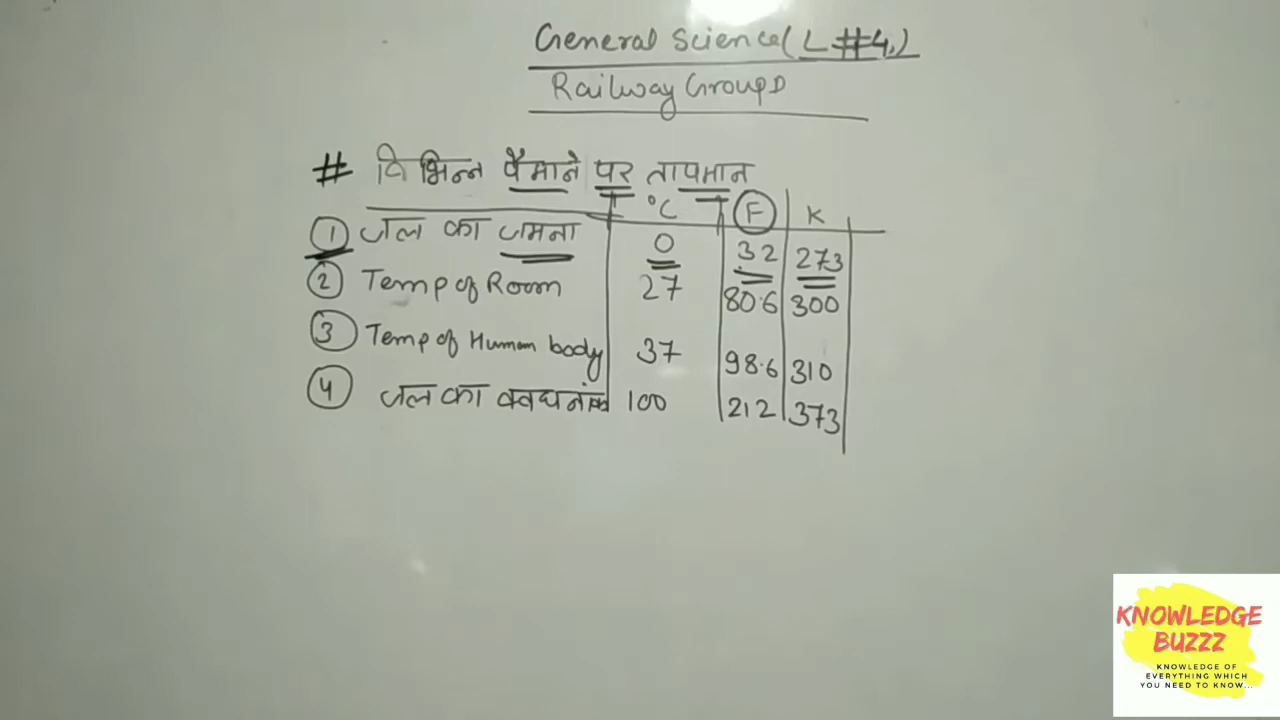 General Science (L#4.)
Railway Group D
# विभिन्न पैमाने पर तापमान
°C F K
1 जल का जमना 0 32 273
2 Temp of Room 27 80.6 300
3 Temp of Human body 37 98.6 310
4 जल का क्वथनांक 100 212 373
KNOWLEDGE
BUZZZ
KNOWLEDGE OF
EVERYTHING WHICH
YOU NEED TO KNOW...